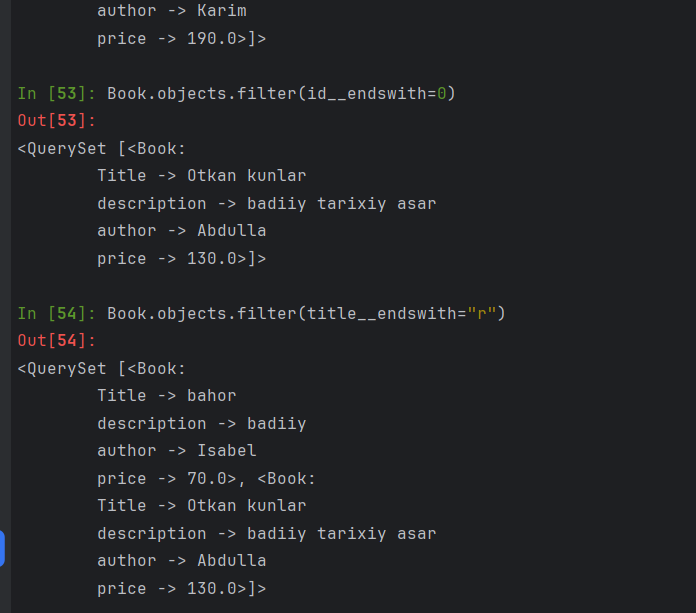 author -> Karim
        price -> 190.0>]>

In [53]: Book.objects.filter(id__endswith=0)
Out[53]:
<QuerySet [<Book:
        Title -> Otkan kunlar
        description -> badiiy tarixiy asar
        author -> Abdulla
        price -> 130.0>]>

In [54]: Book.objects.filter(title__endswith="r")
Out[54]:
<QuerySet [<Book:
        Title -> bahor
        description -> badiiy
        author -> Isabel
        price -> 70.0>, <Book:
        Title -> Otkan kunlar
        description -> badiiy tarixiy asar
        author -> Abdulla
        price -> 130.0>]>